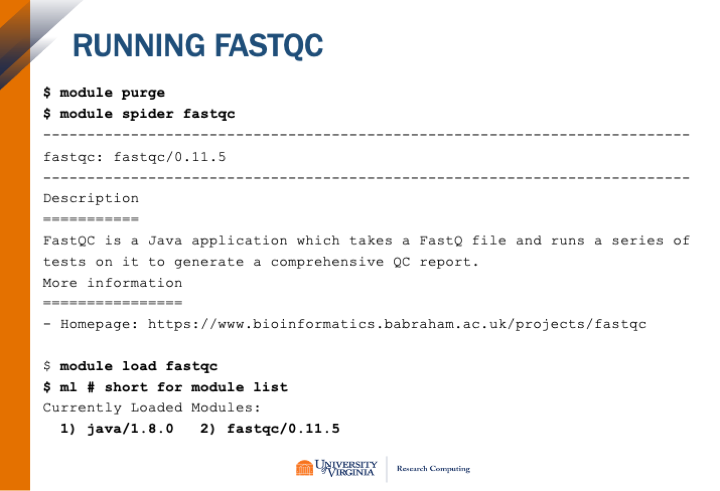 RUNNING FASTQC
$ module purge
$ module spider fastqc
--------------------------------------------------------------------------
fastqc: fastqc/0.11.5
--------------------------------------------------------------------------
Description
===========
FastQC is a Java application which takes a FastQ file and runs a series of
tests on it to generate a comprehensive QC report.
More information
================
- Homepage: https://www.bioinformatics.babraham.ac.uk/projects/fastqc
$ module load fastqc
$ ml # short for module list
Currently Loaded Modules:
1) java/1.8.0 2) fastqc/0.11.5
UNIVERSITY
of VIRGINIA
Research Computing